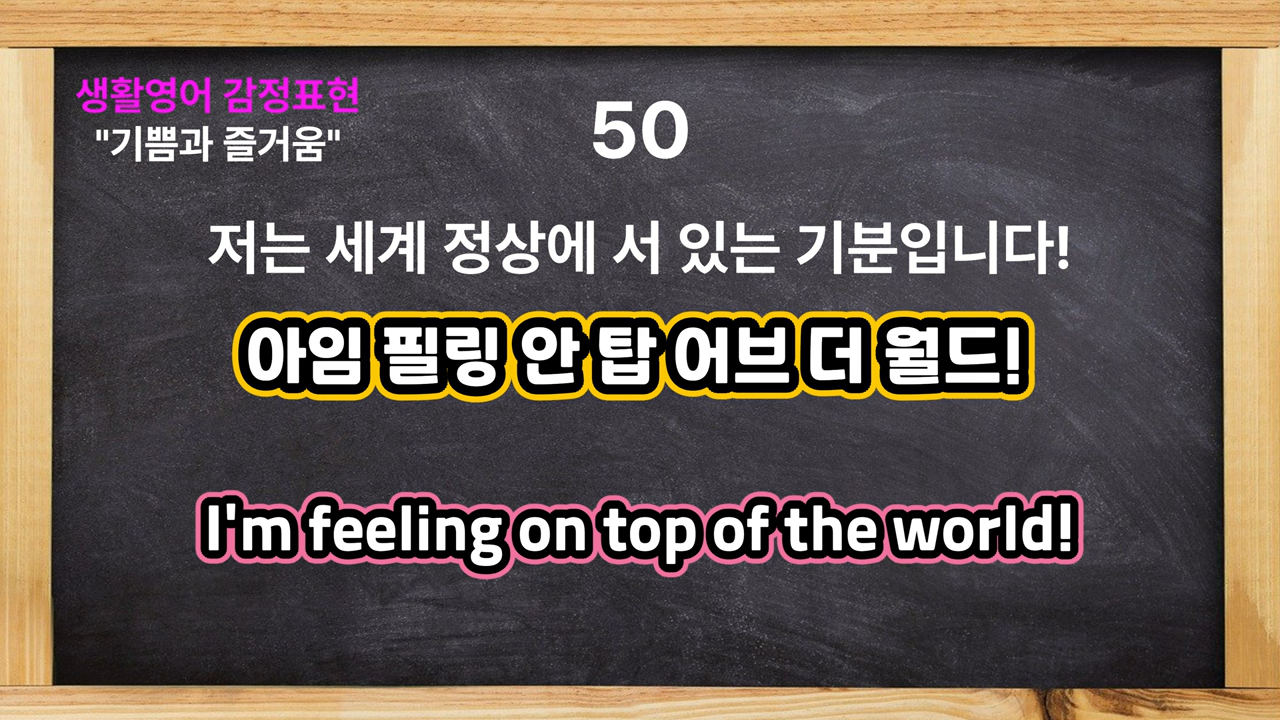 생활영어 감정표현
"기쁨과 즐거움"
50
저는 세계 정상에 서 있는 기분입니다!
아임 필링 안 탑 어브 더 월드!
I'm feeling on top of the world!